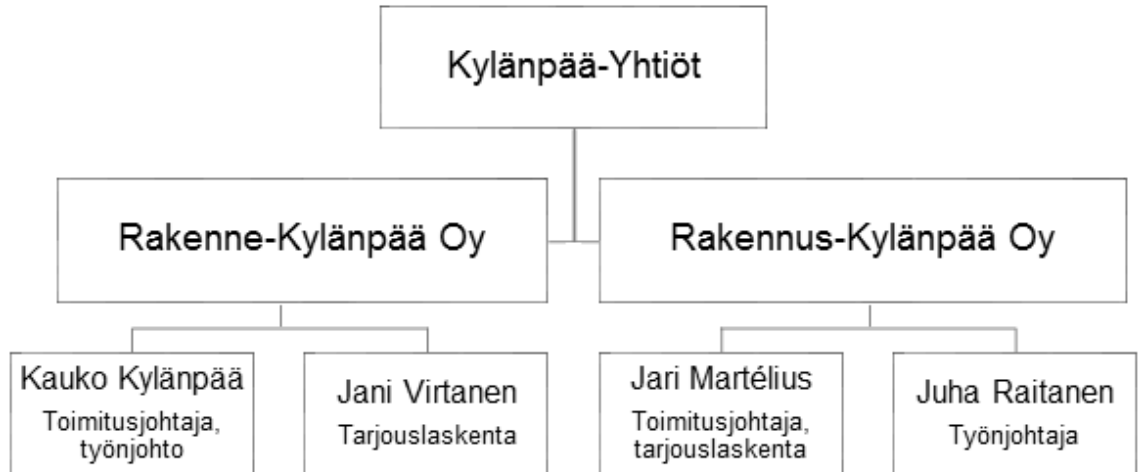 Kylänpää-Yhtiöt
Rakenne-Kylänpää Oy
Rakennus-Kylänpää Oy
Kauko Kylänpää
Toimitusjohtaja,
työnjohto
Jani Virtanen
Tarjouslaskenta
Jari Martélius
Toimitusjohtaja,
tarjouslaskenta
Juha Raitanen
Työnjohtaja